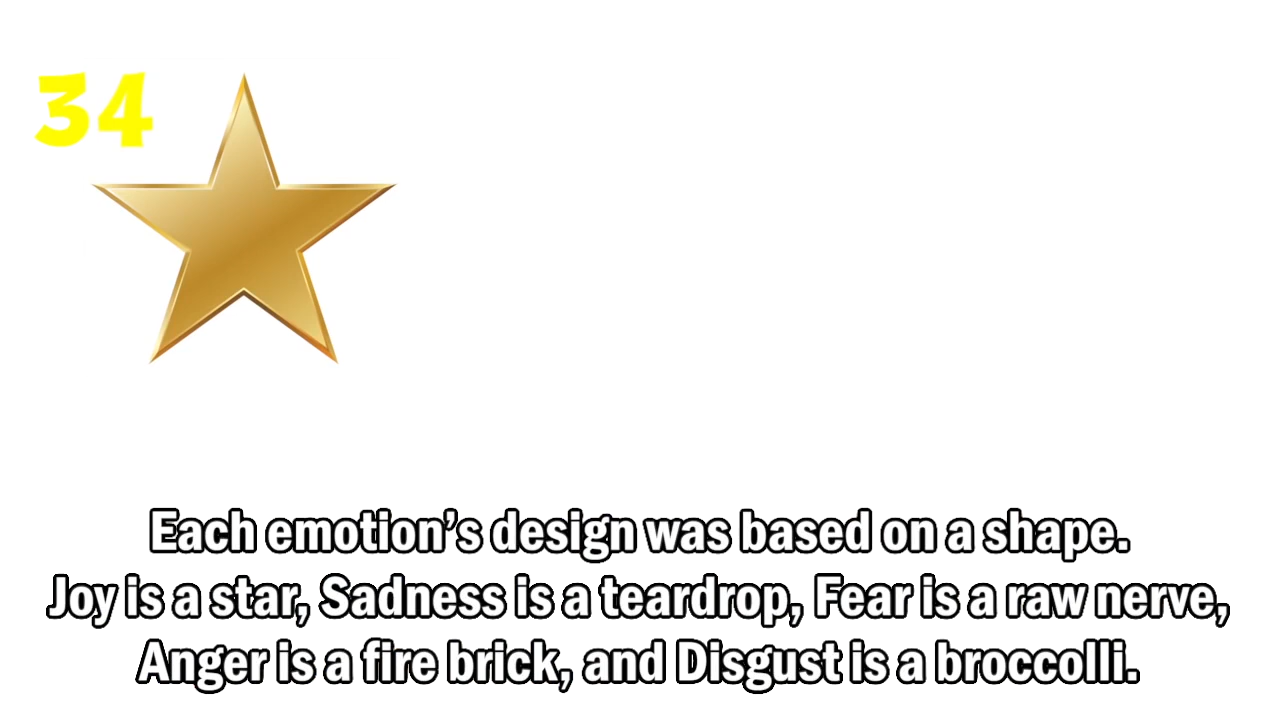 34
Each emotion's design was based on a shape.
Joy is a star, Sadness is a teardrop, Fear is a raw nerve,
Anger is a fire brick, and Disgust is a broccolli.